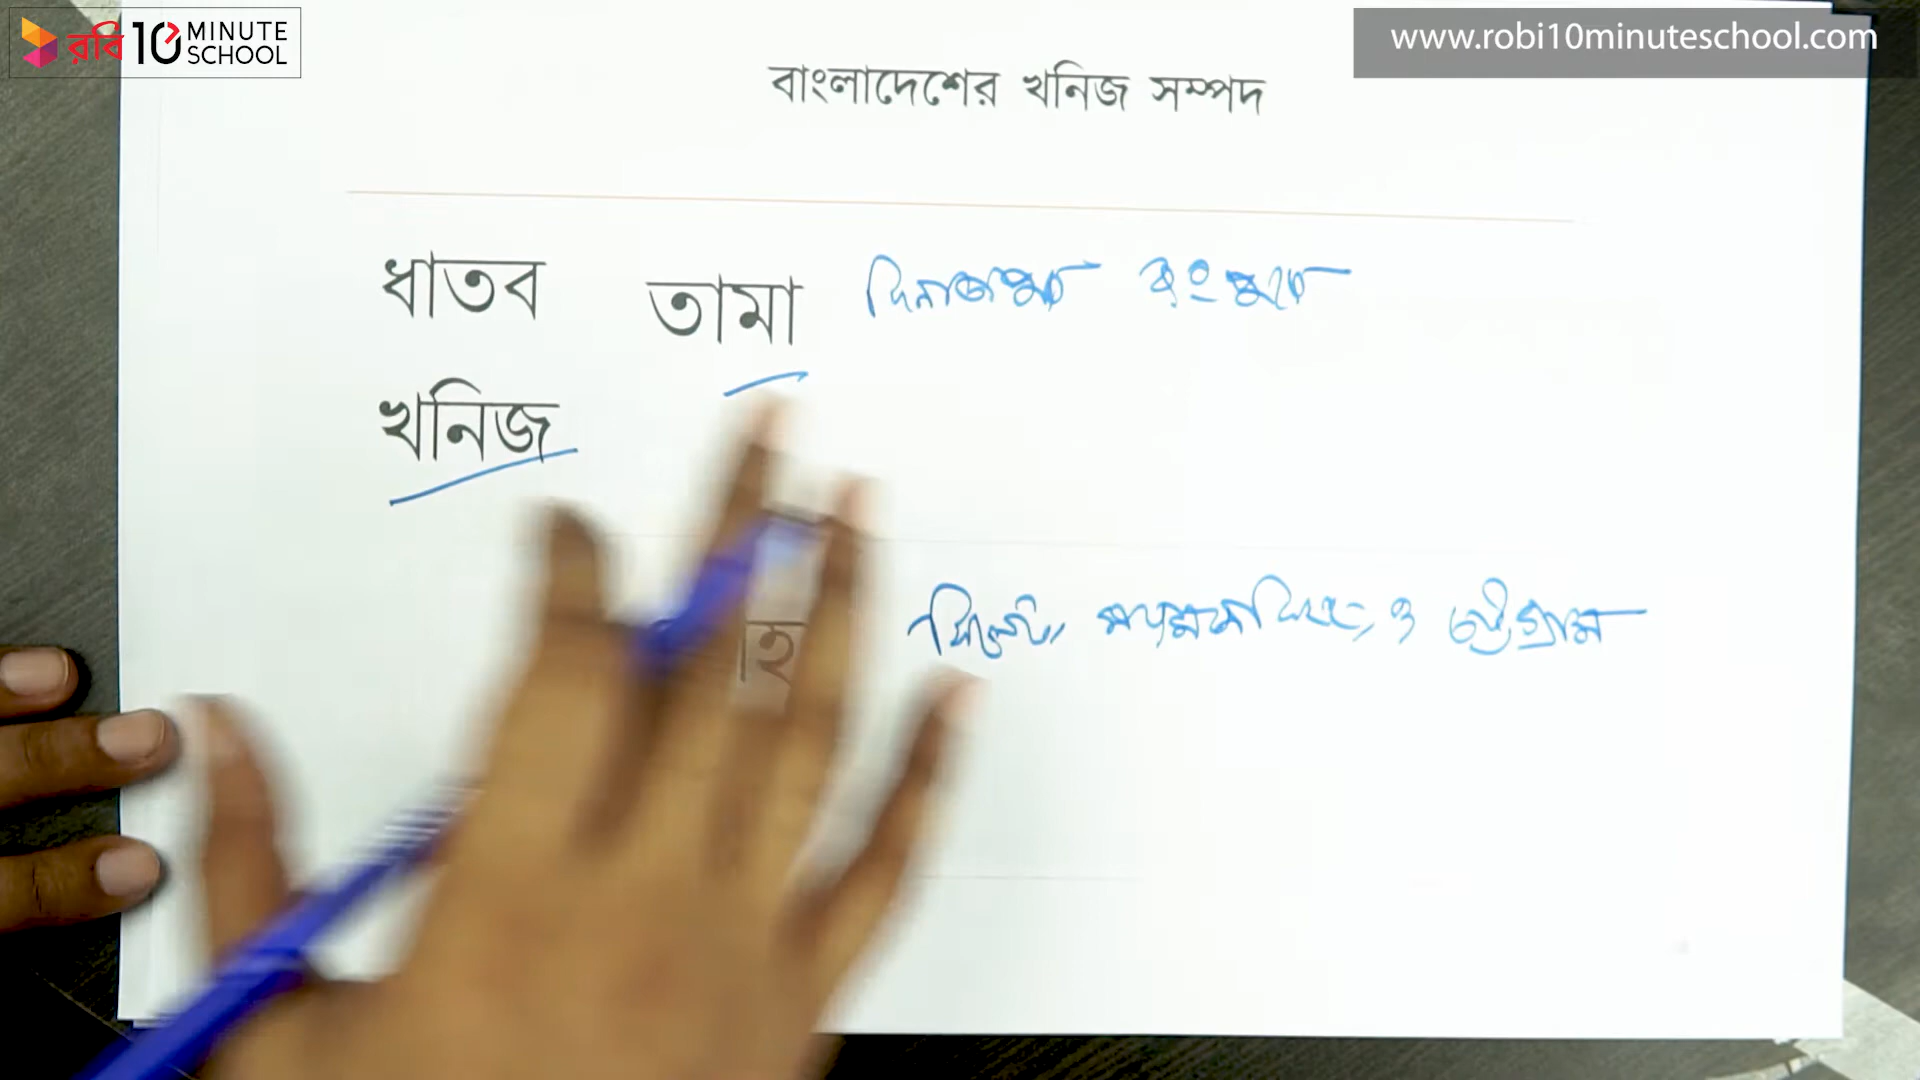 রবি 10 MINUTE SCHOOL
www.robi10minuteschool.com
বাংলাদেশের খনিজ সম্পদ
ধাতব
খনিজ
তামা দিনাজপুর রংপুর
সিলেট, ময়মনসিংহ, ও চট্টগ্রাম